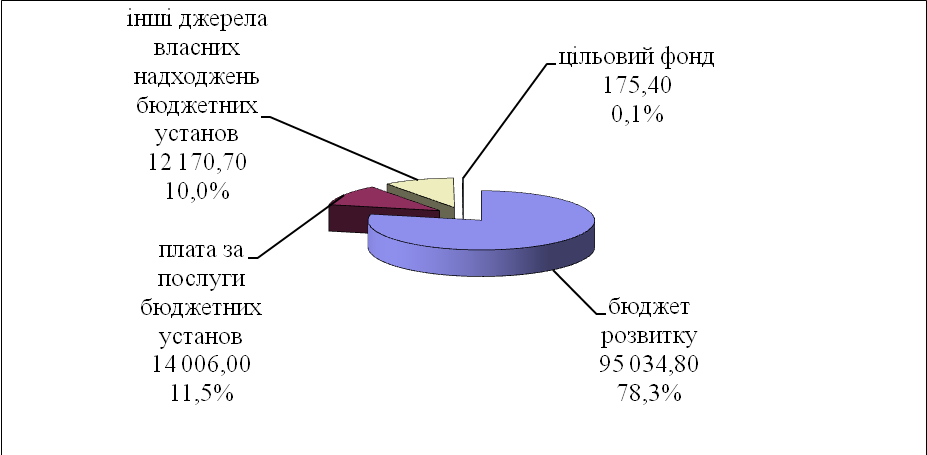 інші джерела
власних
надходжень
бюджетних
установ
12 170,70
10,0%
цільовий фонд
175,40
0,1%
плата за
послуги
бюджетних
установ
14 006,00
11,5%
бюджет
розвитку
95 034,80
78,3%